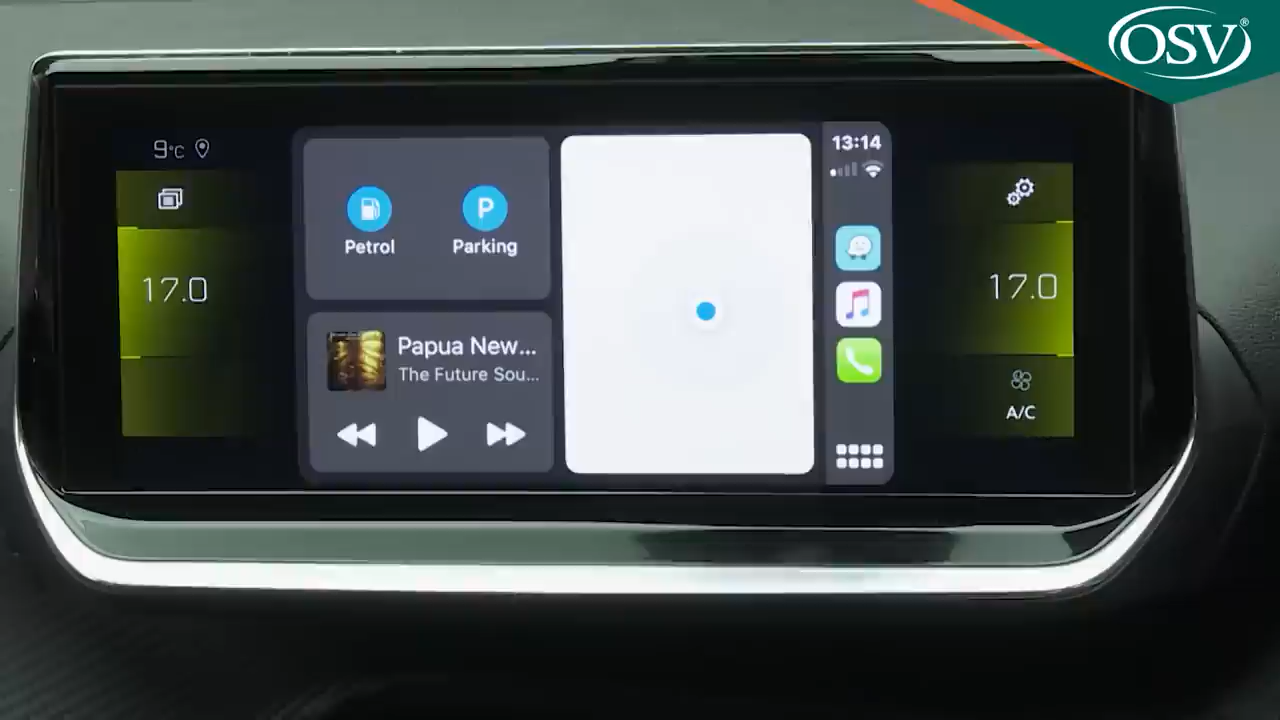 OSV®
9°C
13:14
Petrol
P
Parking
17.0
17.0
Papua New...
The Future Sou...
A/C